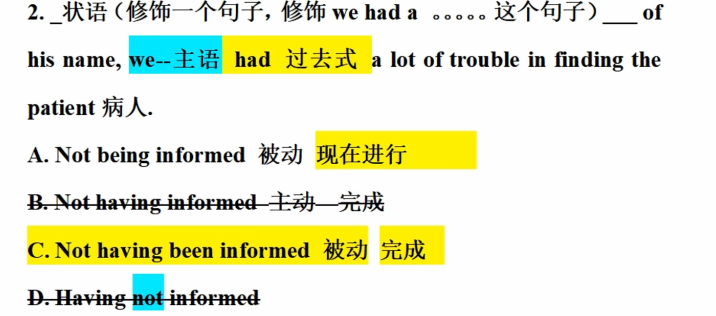 2. _状语（修饰一个句子，修饰 we had a 。。。。。这个句子）___ of
his name, we--主语 had 过去式 a lot of trouble in finding the
patient 病人.
A. Not being informed 被动 现在进行
B. Not having informed 主动 完成
C. Not having been informed 被动 完成
D. Having not informed